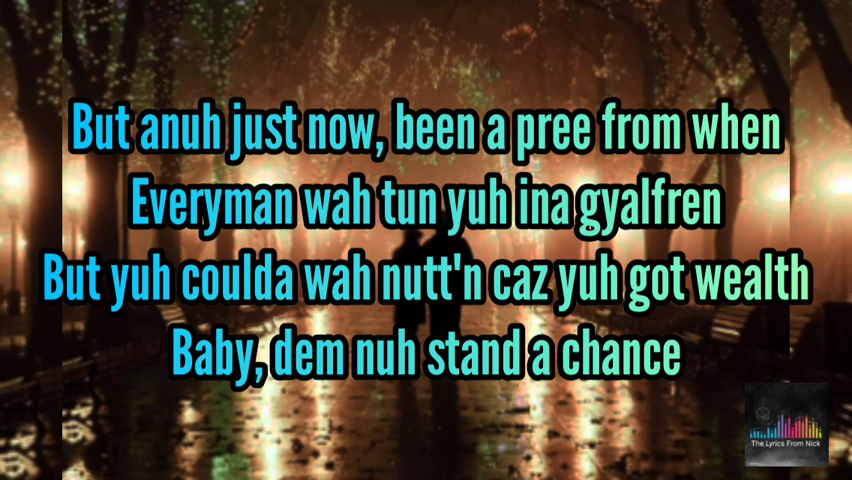 But anuh just now, been a pree from when
Everyman wah tun yuh ina gyalfren
But yuh coulda wah nutt'n caz yuh got wealth
Baby, dem nuh stand a chance
The Lyrics From Nick